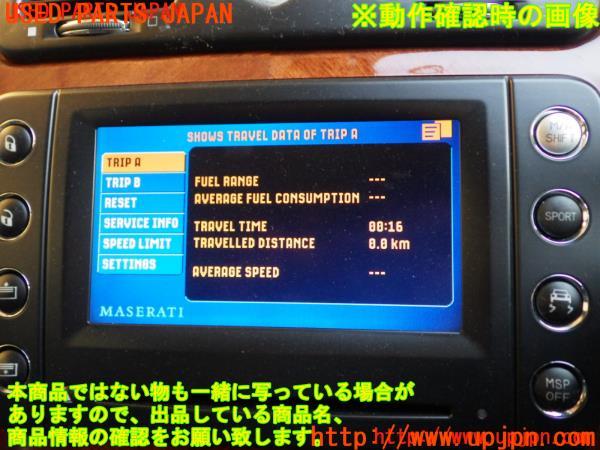 USED PARTS JAPAN
※動作確認時の画像
SHOWS TRAVEL DATA OF TRIP A
TRIP A
TRIP B
RESET
SERVICE INFO
SPEED LIMIT
SETTINGS
FUEL RANGE ---
AVERAGE FUEL CONSUMPTION ---
TRAVEL TIME 00:16
TRAVELLED DISTANCE 0.0 km
AVERAGE SPEED ---
MASERATI
SHIFT
SPORT
MSP
OFF
本商品ではない物も一緒に写っている場合が
ありますので、出品している商品名、
商品情報の確認をお願い致します。
http://www.upjpn.com